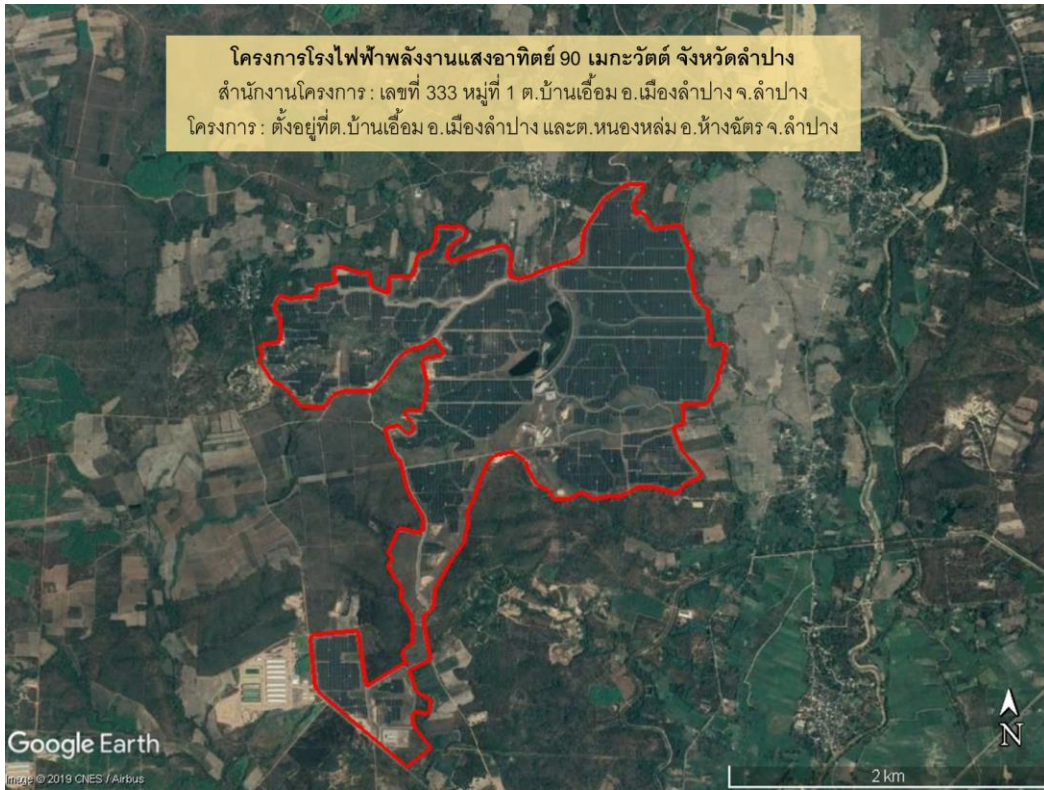 โครงการโรงไฟฟ้าพลังงานแสงอาทิตย์ 90 เมกะวัตต์ จังหวัดลำปาง
สำนักงานโครงการ : เลขที่ 333 หมู่ที่ 1 ต.บ้านเอื้อม อ.เมืองลำปาง จ.ลำปาง
โครงการ : ตั้งอยู่ที่ต.บ้านเอื้อม อ.เมืองลำปาง และต.หนองหล่ม อ.ห้างฉัตร จ.ลำปาง
Google Earth
Image © 2019 CNES / Airbus
N
2 km